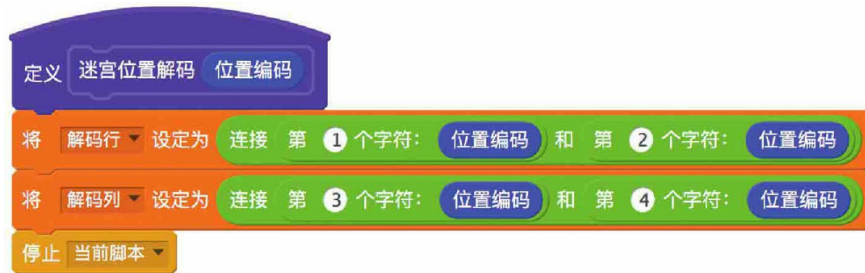 定义 迷宫位置解码 位置编码
将 解码行 设定为 连接 第 1 个字符： 位置编码 和 第 2 个字符： 位置编码
将 解码列 设定为 连接 第 3 个字符： 位置编码 和 第 4 个字符： 位置编码
停止 当前脚本